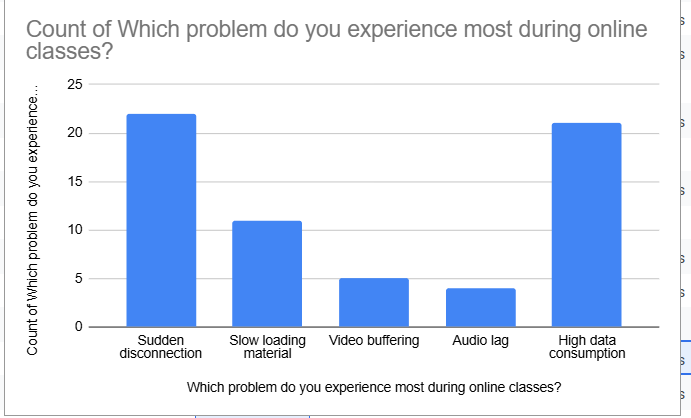 Count of Which problem do you experience most during online
classes?
Count of Which problem do you experience...
25
20
15
10
5
0
Sudden
disconnection
Slow loading
material
Video buffering
Audio lag
High data
consumption
Which problem do you experience most during online classes?
s
s
s
s
s
s
s
s